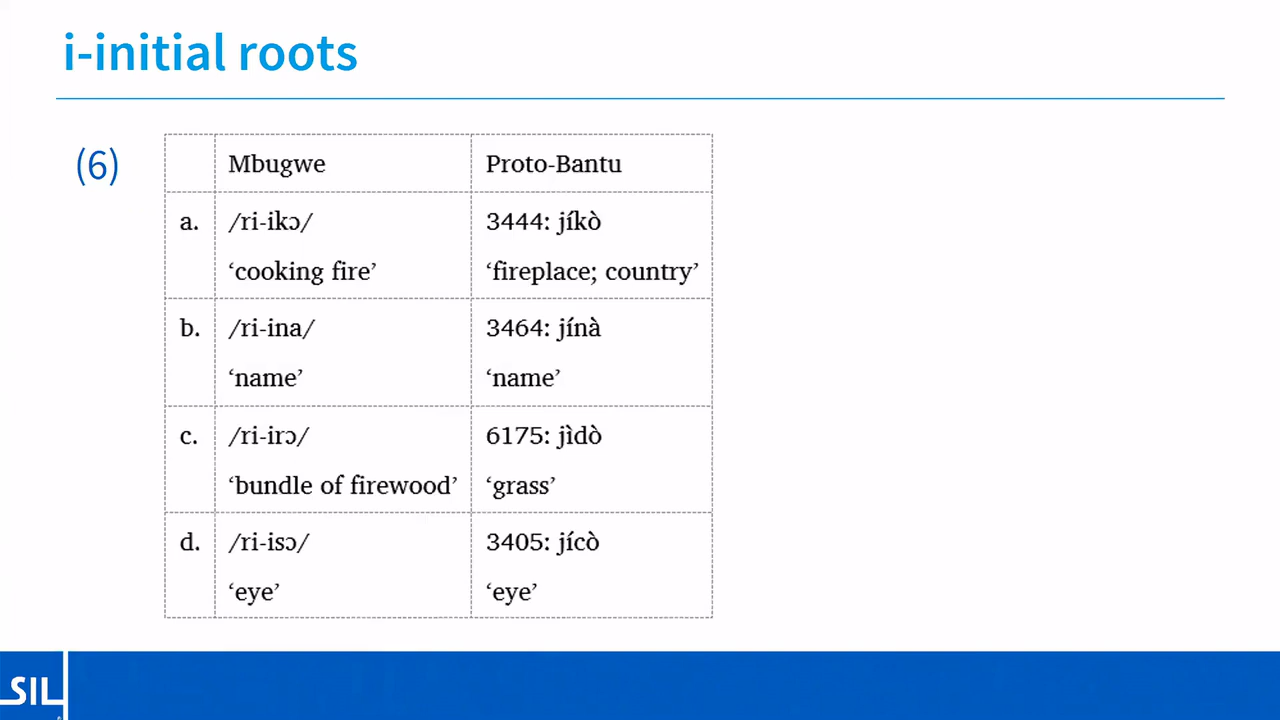 i-initial roots
(6)
Mbugwe Proto-Bantu
a. /ri-ikɔ/ 3444: jíkò
‘cooking fire’ ‘fireplace; country’
b. /ri-ina/ 3464: jínà
‘name’ ‘name’
c. /ri-irɔ/ 6175: jìdò
‘bundle of firewood’ ‘grass’
d. /ri-isɔ/ 3405: jícò
‘eye’ ‘eye’
SIL